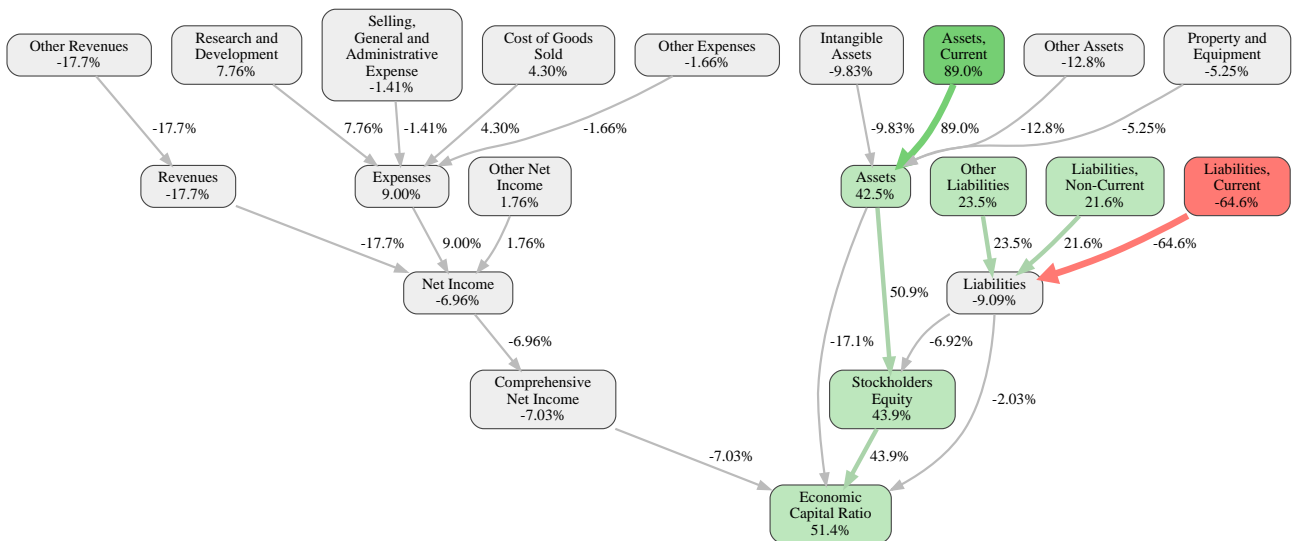 Other Revenues
-17.7%
Research and
Development
7.76%
Selling,
General and
Administrative
Expense
-1.41%
Cost of Goods
Sold
4.30%
Other Expenses
-1.66%
Intangible
Assets
-9.83%
Assets,
Current
89.0%
Other Assets
-12.8%
Property and
Equipment
-5.25%
-17.7%
7.76%
-1.41%
4.30%
-1.66%
-9.83%
89.0%
-12.8%
-5.25%
Revenues
-17.7%
Expenses
9.00%
Other Net
Income
1.76%
Assets
42.5%
Other
Liabilities
23.5%
Liabilities,
Non-Current
21.6%
Liabilities,
Current
-64.6%
-17.7%
9.00%
1.76%
23.5%
21.6%
-64.6%
Net Income
-6.96%
50.9%
Liabilities
-9.09%
-6.96%
-17.1%
-6.92%
Comprehensive
Net Income
-7.03%
Stockholders
Equity
43.9%
-2.03%
-7.03%
43.9%
Economic
Capital Ratio
51.4%